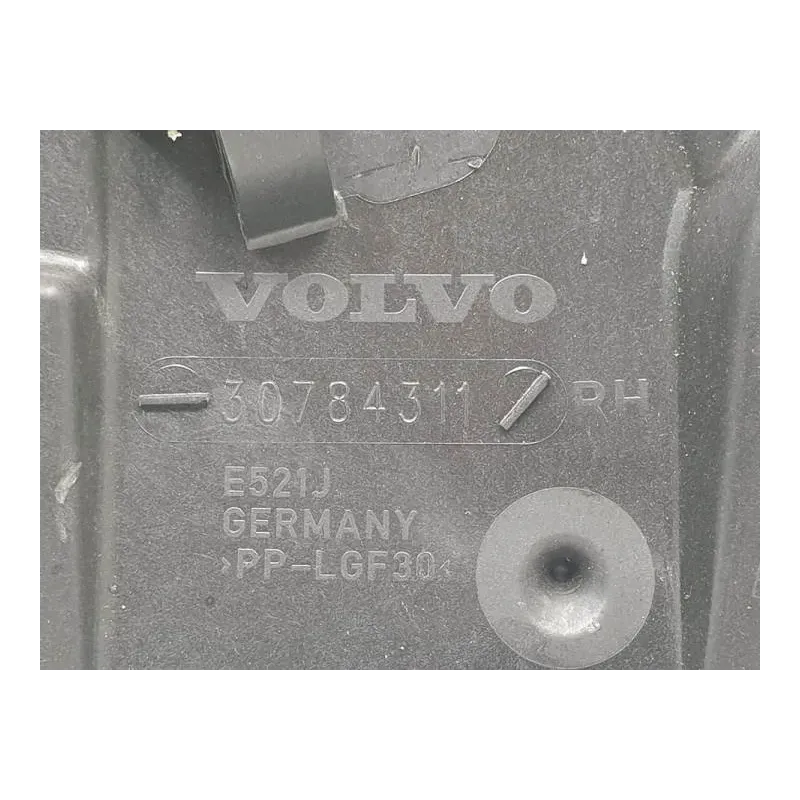 VOLVO
30784311 RH
E521J
GERMANY
>PP-LGF30<